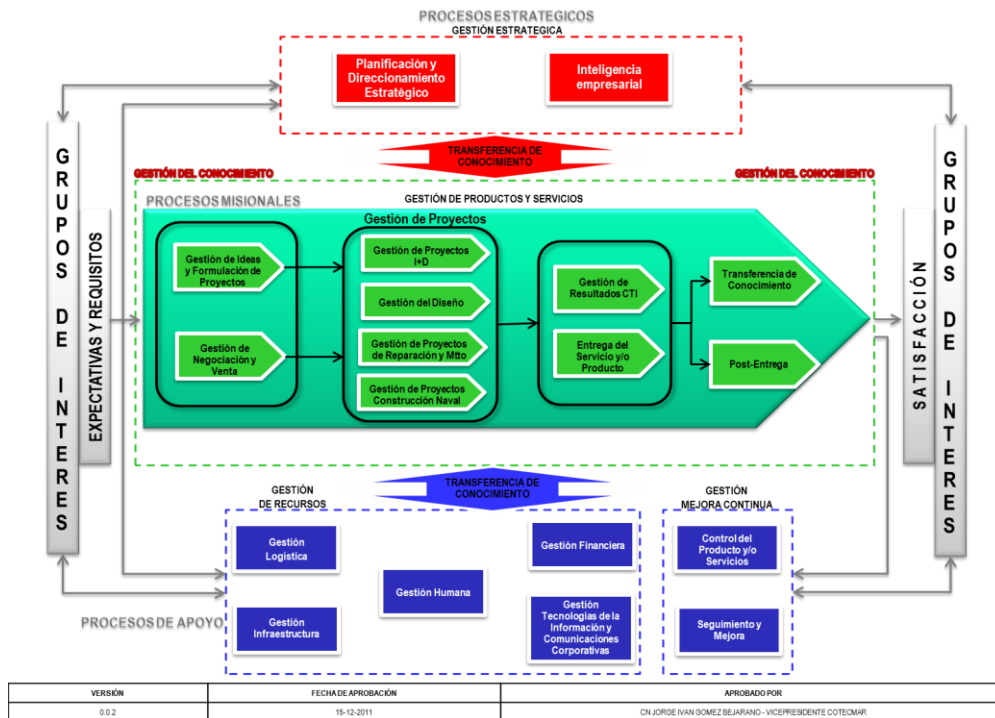 PROCESOS ESTRATEGICOS
GESTIÓN ESTRATEGICA
Planificación y
Direccionamiento
Estratégico
Inteligencia
empresarial
TRANSFERENCIA DE
CONOCIMIENTO
GESTIÓN DEL CONOCIMIENTO
GESTIÓN DEL CONOCIMIENTO
GRUPOS DE INTERES
EXPECTATIVAS Y REQUISITOS
PROCESOS MISIONALES
GESTIÓN DE PRODUCTOS Y SERVICIOS
Gestión de Ideas
y Formulación de
Proyectos
Gestión de
Negociación y
Venta
Gestión de Proyectos
Gestión de Proyectos
I+D
Gestión del Diseño
Gestión de Proyectos
de Reparación y Mtto
Gestión de Proyectos
Construcción Naval
Gestión de
Resultados CTI
Entrega del
Servicio y/o
Producto
Transferencia de
Conocimiento
Post-Entrega
SATISFACCIÓN
GRUPOS DE INTERES
TRANSFERENCIA DE
CONOCIMIENTO
GESTIÓN
DE RECURSOS
GESTIÓN
MEJORA CONTINUA
Gestión
Logística
Gestión Humana
Gestión Financiera
Gestión
Infraestructura
Gestión
Tecnologías de la
Información y
Comunicaciones
Corporativas
Control del
Producto y/o
Servicios
Seguimiento y
Mejora
PROCESOS DE APOYO
VERSIÓN
FECHA DE APROBACIÓN
APROBADO POR
0.0.2
15-12-2011
CN JORGE IVAN GOMEZ BEJARANO - VICEPRESIDENTE COTECMAR